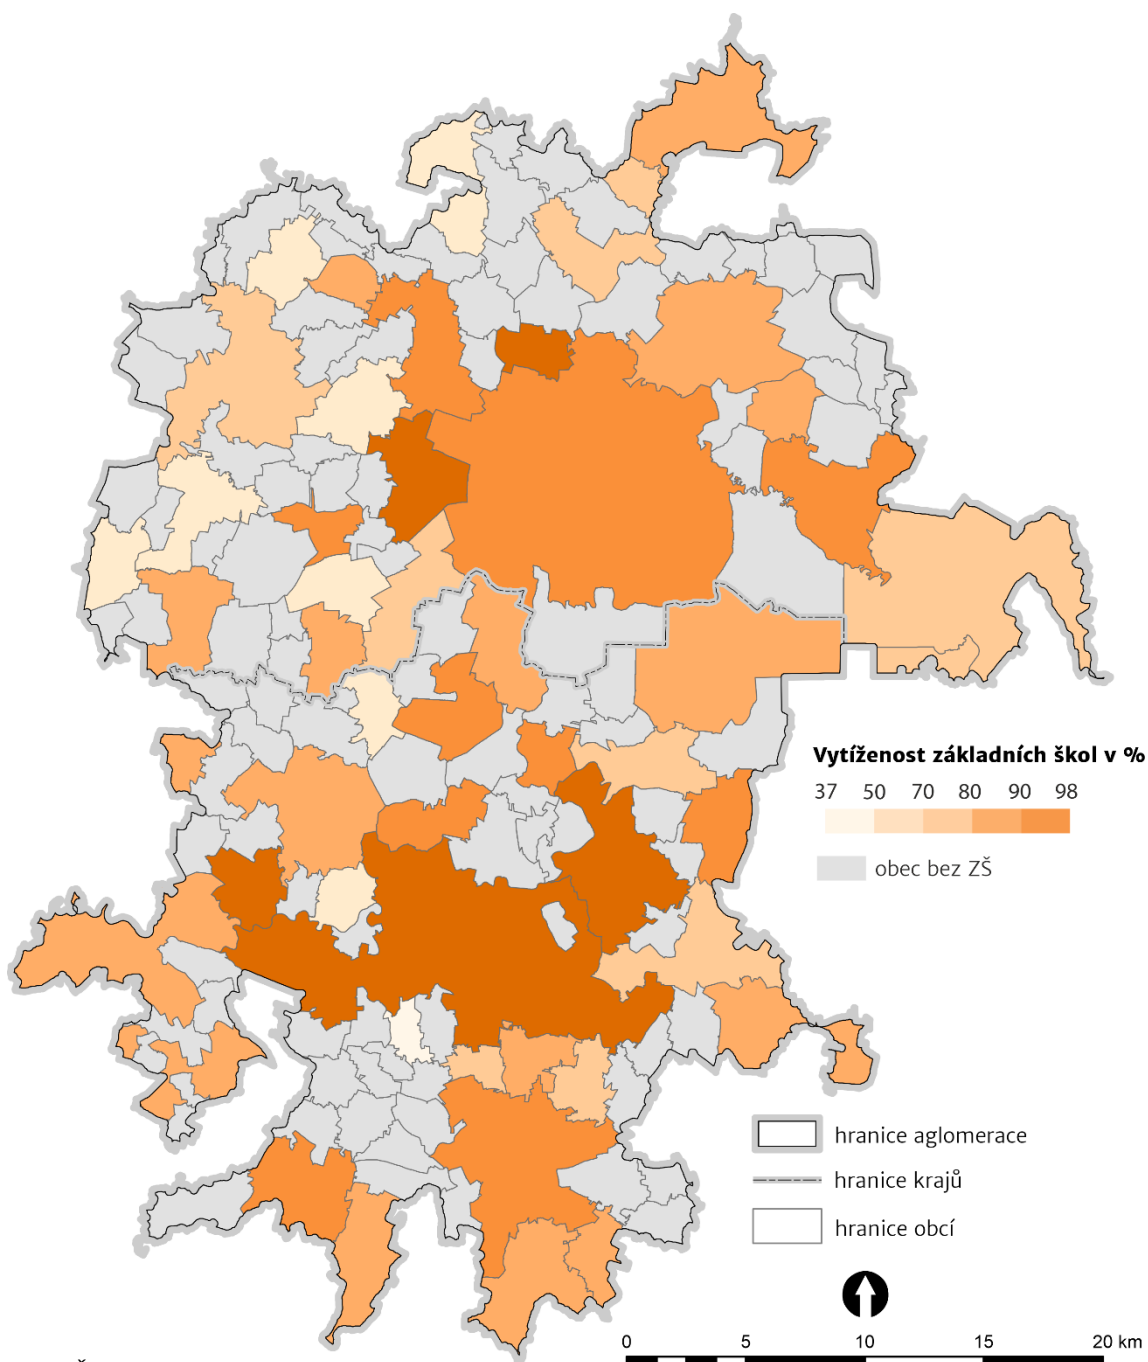 Vytíženost základních škol v %
37 50 70 80 90 98
obec bez ZŠ
hranice aglomerace
hranice krajů
hranice obcí
0 5 10 15 20 km